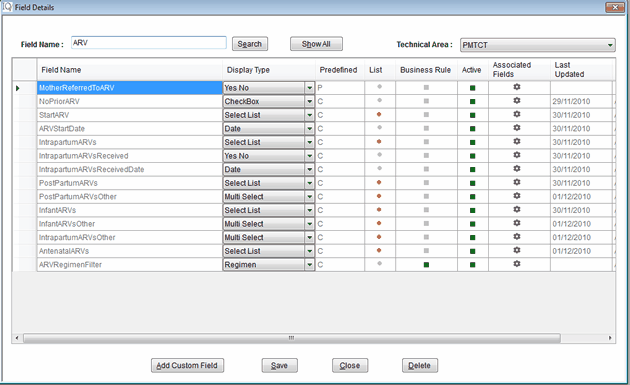 Field Details
Field Name : ARV Search Show All Technical Area : PMTCT
Field Name Display Type Predefined List Business Rule Active Associated Fields Last Updated
MotherReferredToARV Yes No P
NoPriorARV CheckBox C 29/11/2010
StartARV Select List C 30/11/2010
ARVStartDate Date C 30/11/2010
IntrapartumARVs Select List C 30/11/2010
IntrapartumARVsReceived Yes No C 30/11/2010
IntrapartumARVsReceivedDate Date C 30/11/2010
PostPartumARVs Select List C 30/11/2010
PostPartumARVsOther Multi Select C 01/12/2010
InfantARVs Select List C 30/11/2010
InfantARVsOther Multi Select C 01/12/2010
IntrapartumARVsOther Multi Select C 01/12/2010
AntenatalARVs Select List C 01/12/2010
ARVRegimenFilter Regimen C
Add Custom Field Save Close Delete